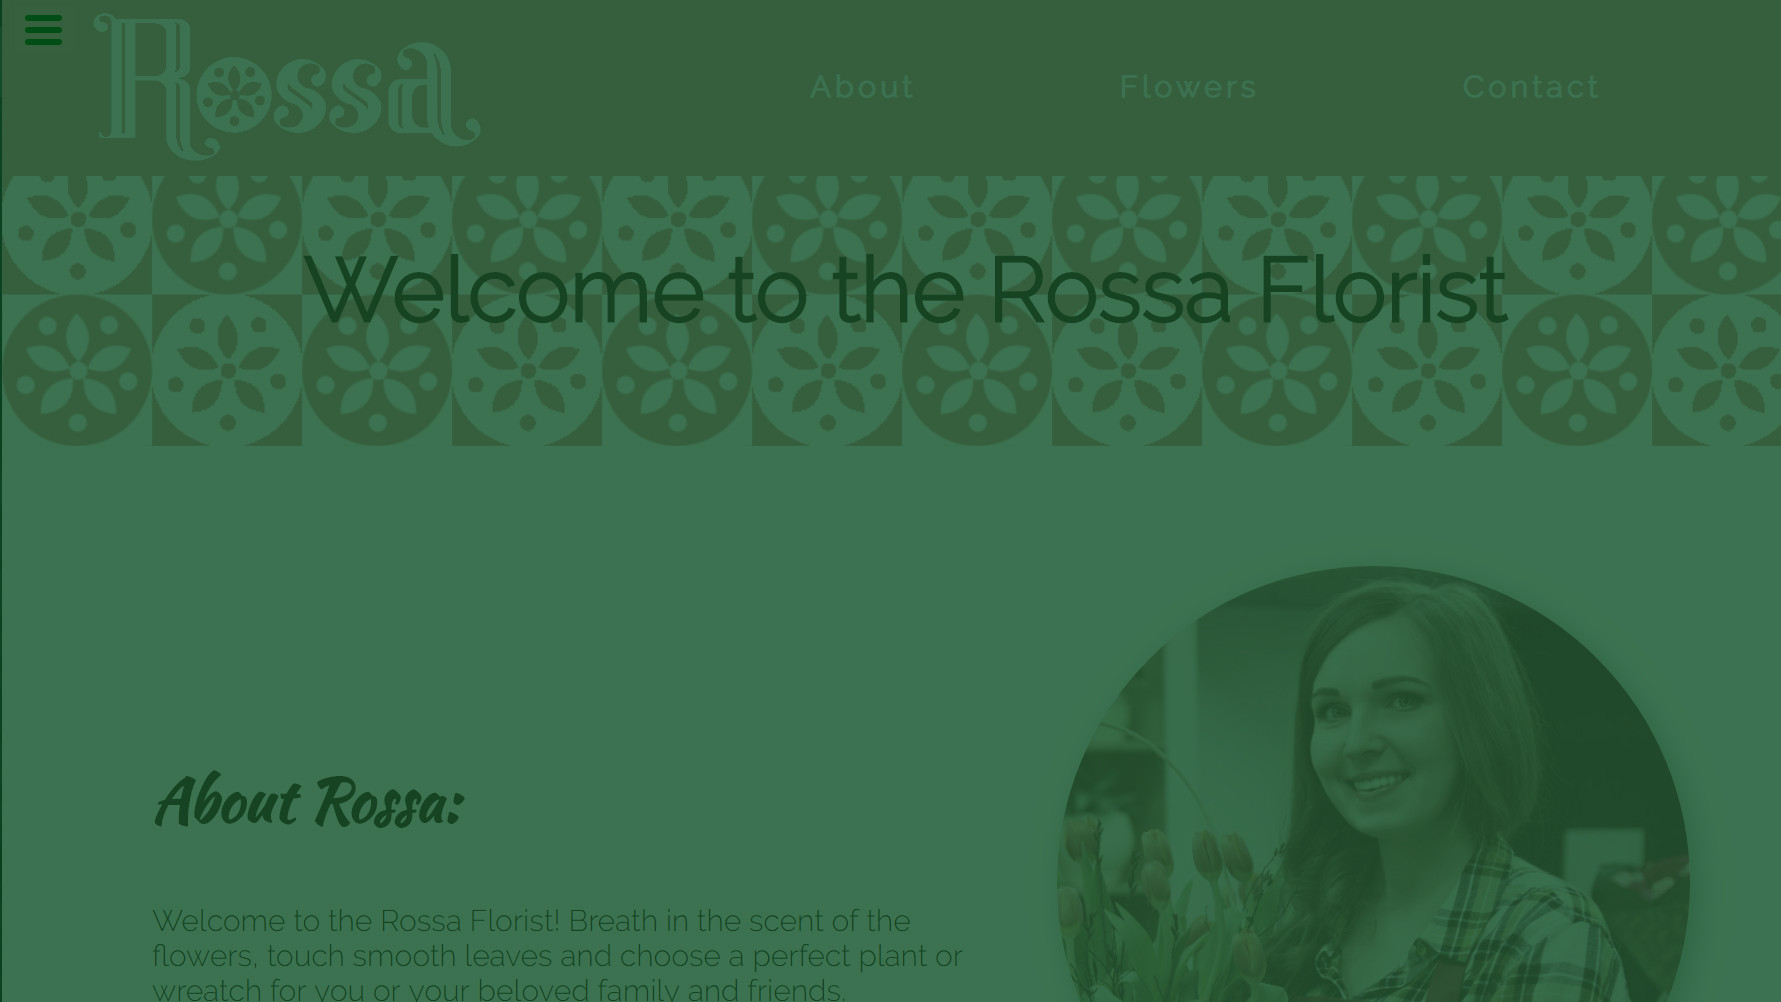 Rossa
About
Flowers
Contact
Welcome to the Rossa Florist
About Rossa:
Welcome to the Rossa Florist! Breath in the scent of the
flowers, touch smooth leaves and choose a perfect plant or
wreatch for you or your beloved family and friends.